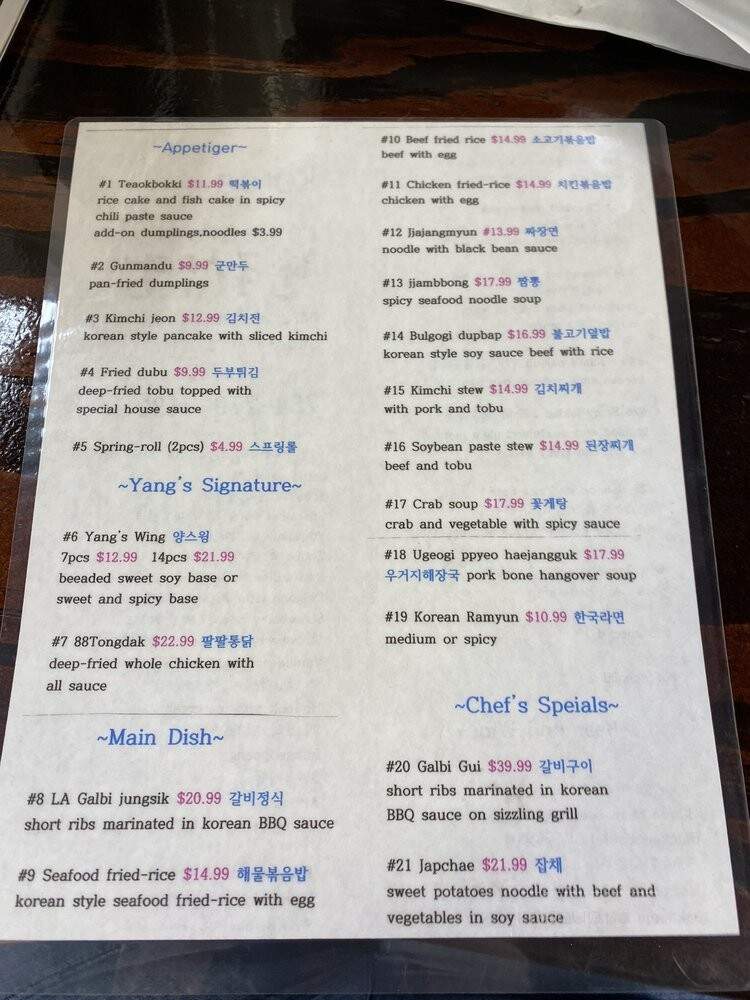 ~Appetiger~
#1 Teaokbokki $11.99 떡볶이
rice cake and fish cake in spicy
chili paste sauce
add-on dumplings,noodles $3.99
#2 Gunmandu $9.99 군만두
pan-fried dumplings
#3 Kimchi jeon $12.99 김치전
korean style pancake with sliced kimchi
#4 Fried dubu $9.99 두부튀김
deep-fried tobu topped with
special house sauce
#5 Spring-roll (2pcs) $4.99 스프링롤
~Yang's Signature~
#6 Yang's Wing 양스윙
7pcs $12.99 14pcs $21.99
beeaded sweet soy base or
sweet and spicy base
#7 88Tongdak $22.99 팔팔통닭
deep-fried whole chicken with
all sauce
~Main Dish~
#8 LA Galbi jungsik $20.99 갈비정식
short ribs marinated in korean BBQ sauce
#9 Seafood fried-rice $14.99 해물볶음밥
korean style seafood fried-rice with egg
#10 Beef fried rice $14.99 소고기볶음밥
beef with egg
#11 Chicken fried-rice $14.99 치킨볶음밥
chicken with egg
#12 Jjajangmyun #13.99 짜장면
noodle with black bean sauce
#13 jjambbong $17.99 짬뽕
spicy seafood noodle soup
#14 Bulgogi dupbap $16.99 불고기덮밥
korean style soy sauce beef with rice
#15 Kimchi stew $14.99 김치찌개
with pork and tobu
#16 Soybean paste stew $14.99 된장찌개
beef and tobu
#17 Crab soup $17.99 꽃게탕
crab and vegetable with spicy sauce
#18 Ugeogi ppyeo haejangguk $17.99
우거지해장국 pork bone hangover soup
#19 Korean Ramyun $10.99 한국라면
medium or spicy
~Chef's Speials~
#20 Galbi Gui $39.99 갈비구이
short ribs marinated in korean
BBQ sauce on sizzling grill
#21 Japchae $21.99 잡채
sweet potatoes noodle with beef and
vegetables in soy sauce